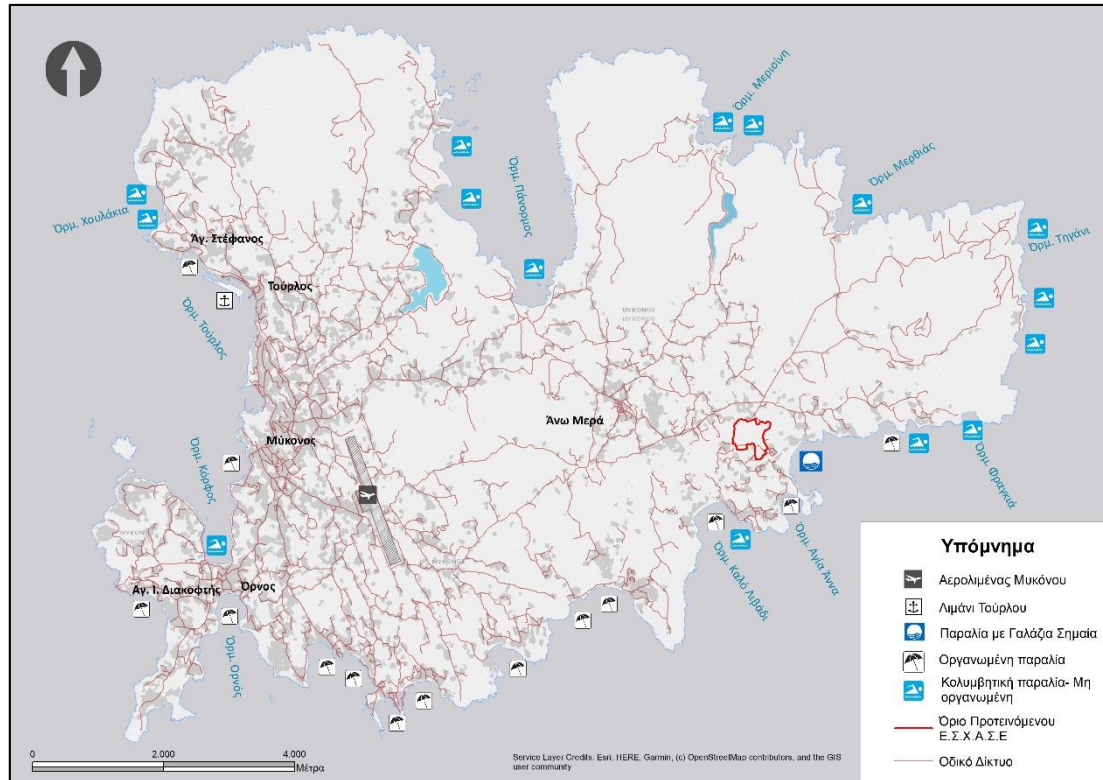 Όρμ. Μερσίνη
Όρμ. Πάνορμος
Όρμ. Μερθιάς
Όρμ. Χουλάκια
Όρμ. Τηγάνι
Άγ. Στέφανος
Τούρλος
Όρμ. Τούρλος
MYKONOS
MYKONOS
Άνω Μερά
Μύκονος
Όρμ. Κόρφος
Όρμ. Φραγκιά
Όρμ. Αγία Άννα
Όρμ. Καλό Λιβάδι
MYKONOS
Αγ. Ι. Διακοφτής
Όρνος
Όρμ. Ορνός
Υπόμνημα
Αερολιμένας Μυκόνου
Λιμάνι Τούρλου
Παραλία με Γαλάζια Σημαία
Οργανωμένη παραλία
Κολυμβητική παραλία- Μη
οργανωμένη
Όριο Προτεινόμενου
Ε.Σ.Χ.Α.Σ.Ε
Οδικό Δίκτυο
0 2.000 4.000
Μέτρα
Service Layer Credits: Esri, HERE, Garmin, (c) OpenStreetMap contributors, and the GIS
user community